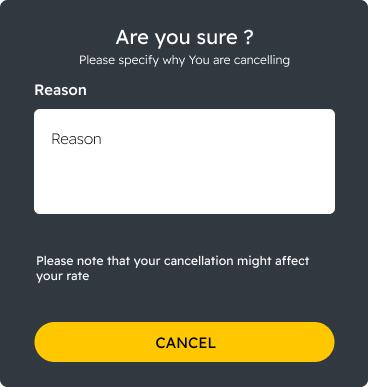 Are you sure ?
Please specify why You are cancelling
Reason
Reason
Please note that your cancellation might affect
your rate
CANCEL